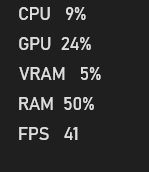 CPU 9%
GPU 24%
VRAM 5%
RAM 50%
FPS 41